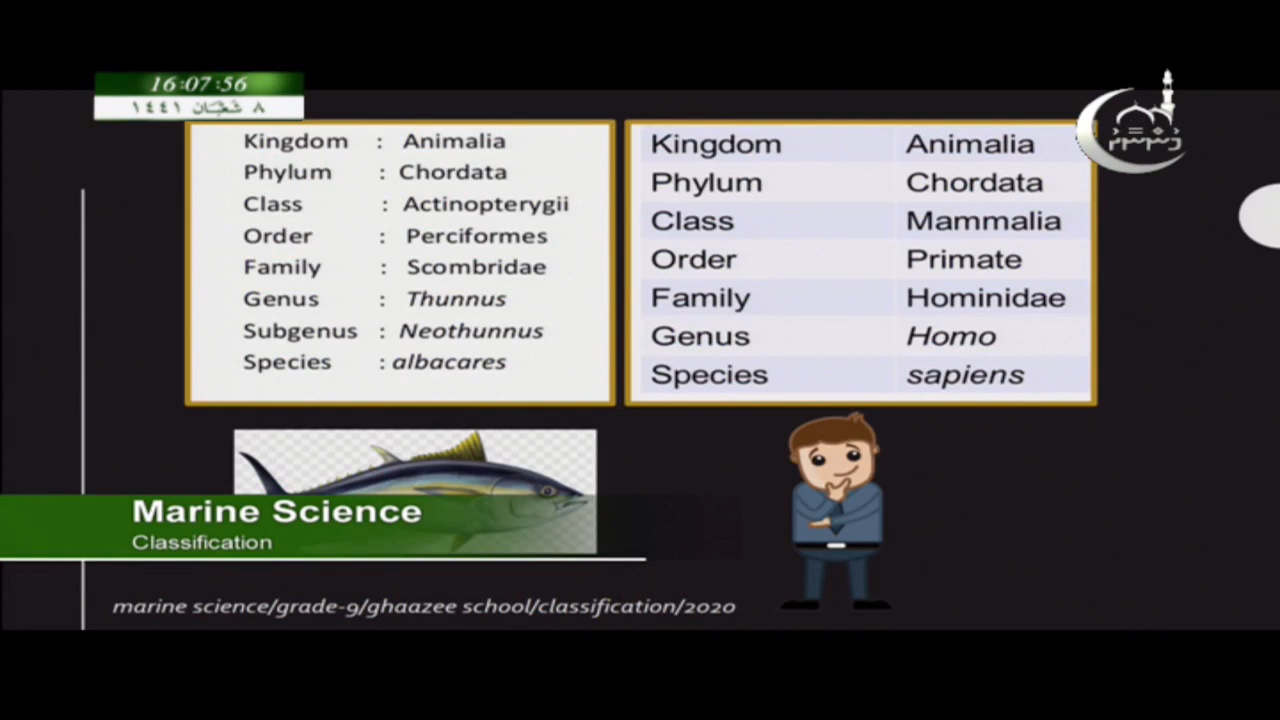 16:07:56
٨ شَعْبَان ١٤٤١
Kingdom : Animalia
Phylum : Chordata
Class : Actinopterygii
Order : Perciformes
Family : Scombridae
Genus : Thunnus
Subgenus : Neothunnus
Species : albacares
Kingdom Animalia
Phylum Chordata
Class Mammalia
Order Primate
Family Hominidae
Genus Homo
Species sapiens
Marine Science
Classification
marine science/grade-9/ghaazee school/classification/2020